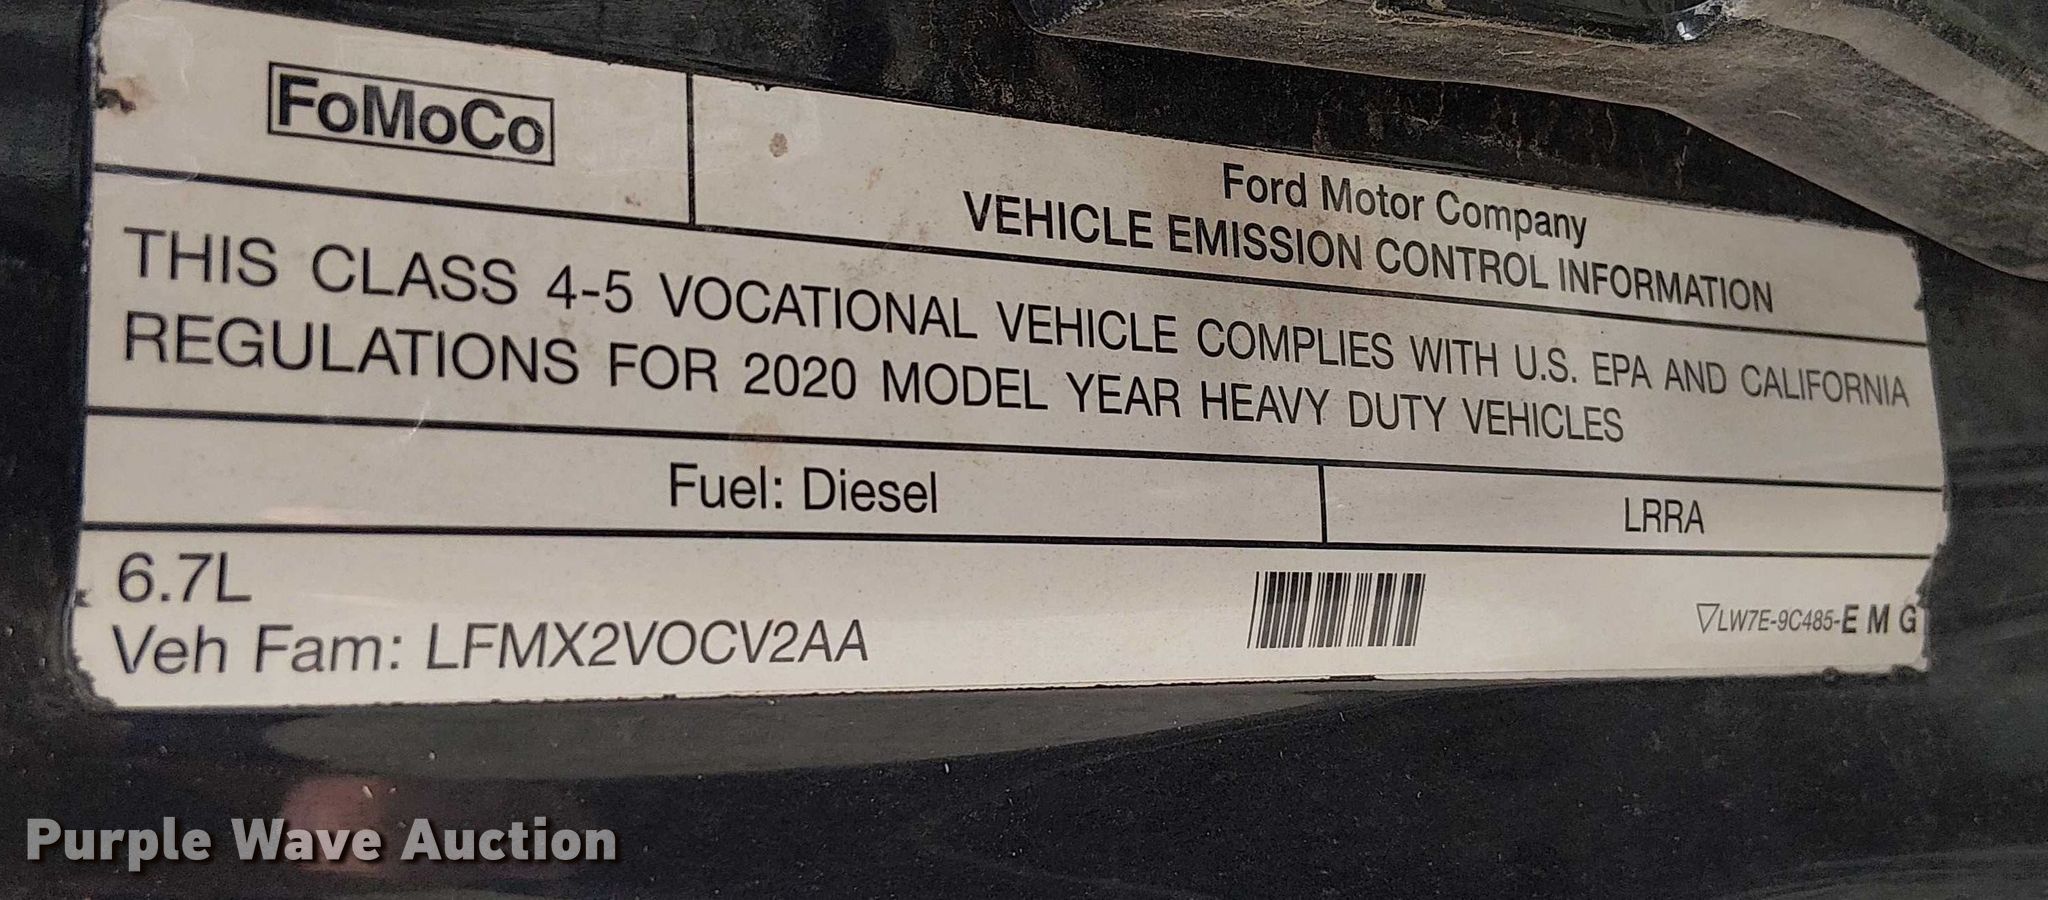 FoMoCo
Ford Motor Company
VEHICLE EMISSION CONTROL INFORMATION
THIS CLASS 4-5 VOCATIONAL VEHICLE COMPLIES WITH U.S. EPA AND CALIFORNIA
REGULATIONS FOR 2020 MODEL YEAR HEAVY DUTY VEHICLES
Fuel: Diesel
LRRA
6.7L
Veh Fam: LFMX2VOCV2AA
▽LW7E-9C485-E M G
Purple Wave Auction